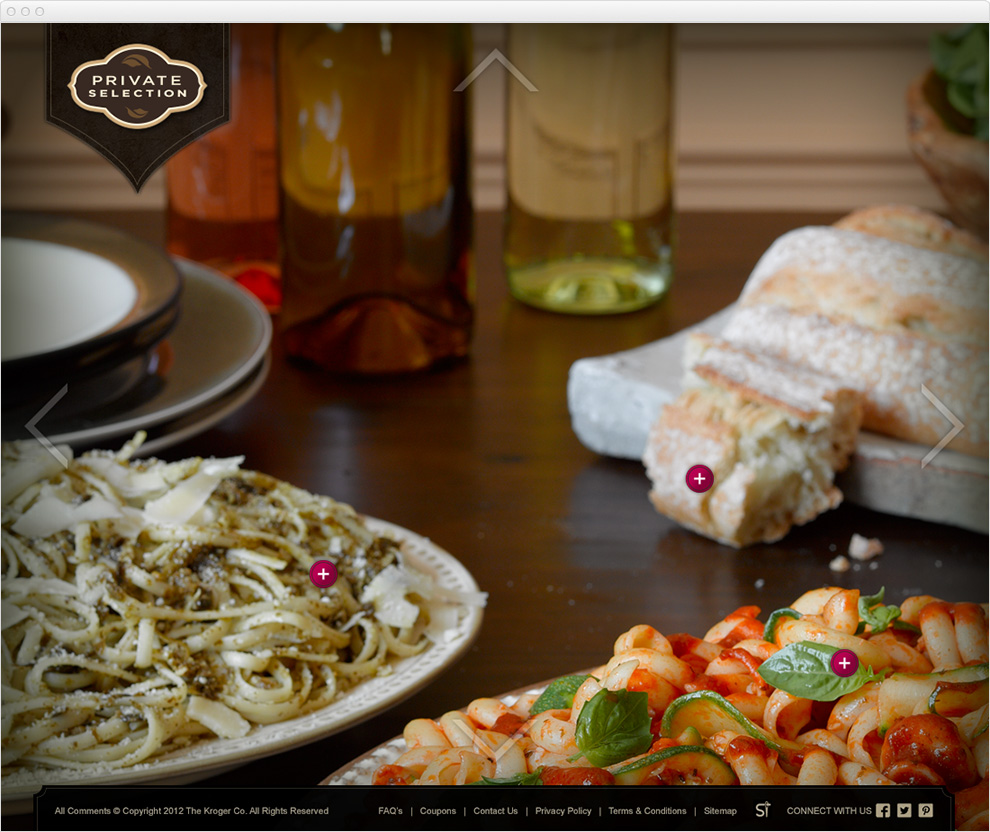 PRIVATE
SELECTION
All Comments © Copyright 2012 The Kroger Co. All Rights Reserved FAQ's | Coupons | Contact Us | Privacy Policy | Terms & Conditions | Sitemap Si CONNECT WITH US